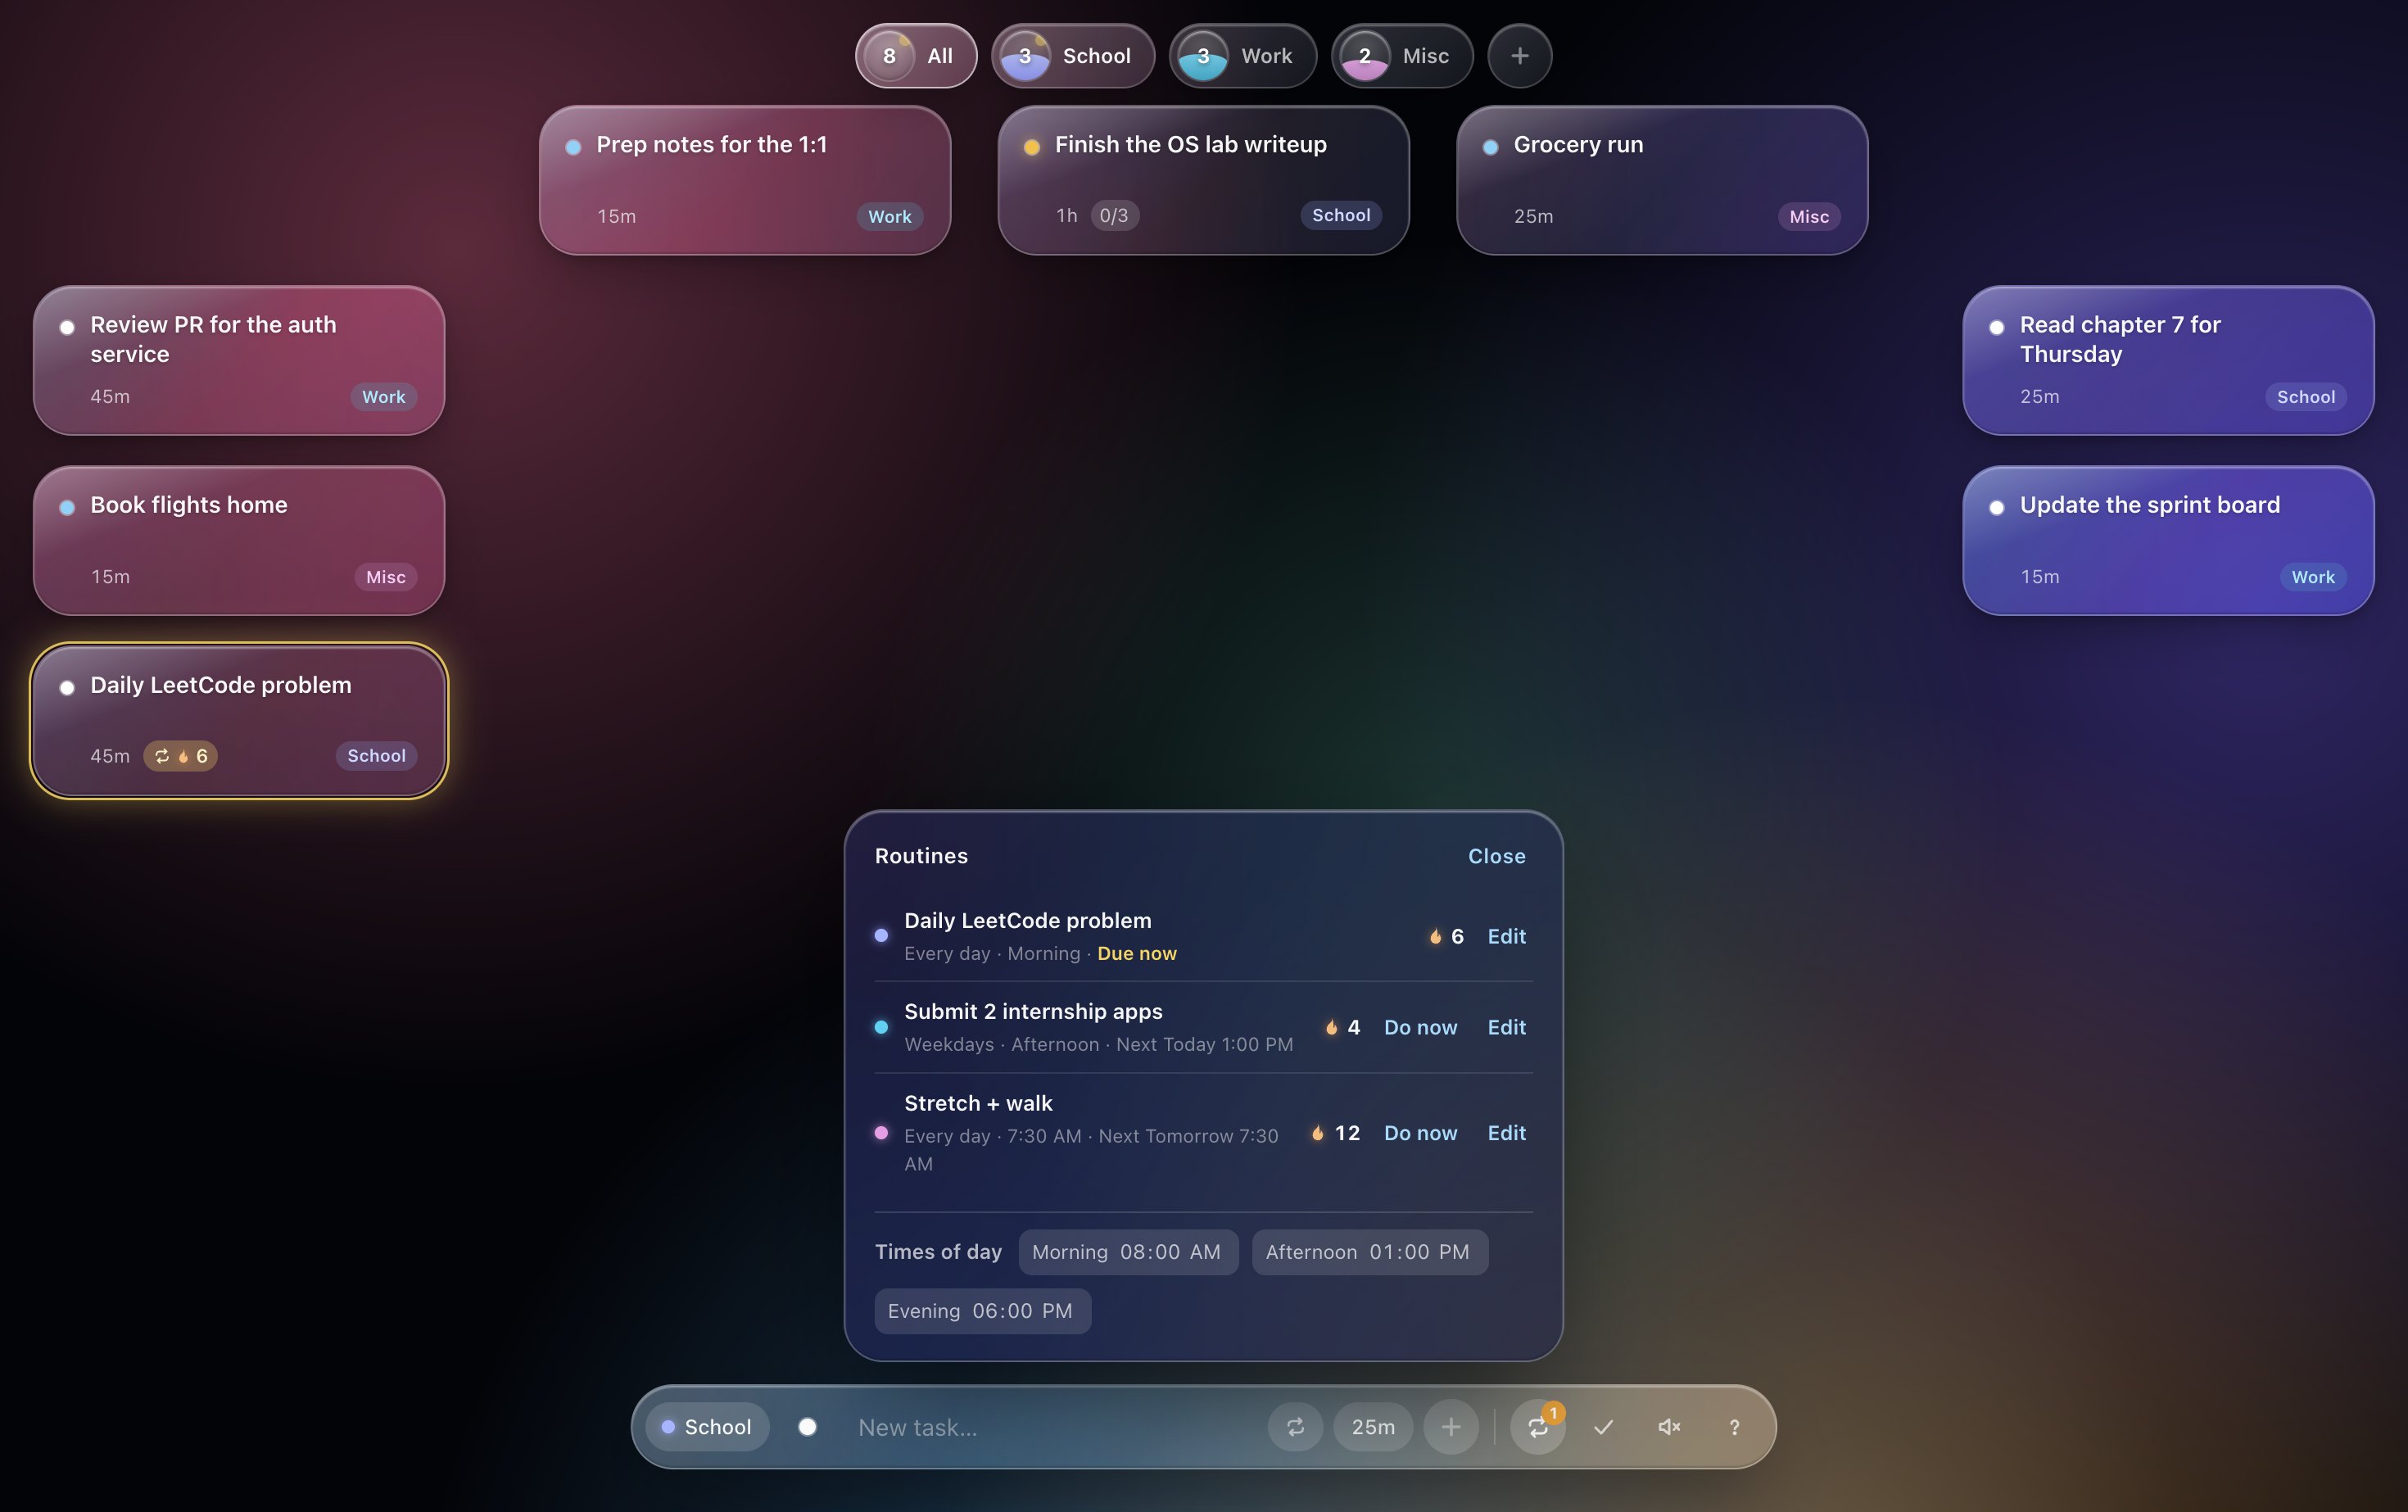 8 All 3 School 3 Work 2 Misc +
Prep notes for the 1:1
15m Work
Finish the OS lab writeup
1h 0/3 School
Grocery run
25m Misc
Review PR for the auth
service
45m Work
Book flights home
15m Misc
Daily LeetCode problem
45m 6 School
Read chapter 7 for
Thursday
25m School
Update the sprint board
15m Work
Routines Close
Daily LeetCode problem
Every day · Morning · Due now
6 Edit
Submit 2 internship apps
Weekdays · Afternoon · Next Today 1:00 PM
4 Do now Edit
Stretch + walk
Every day · 7:30 AM · Next Tomorrow 7:30
AM
12 Do now Edit
Times of day Morning 08:00 AM Afternoon 01:00 PM
Evening 06:00 PM
School New task... 25m + 1 ?